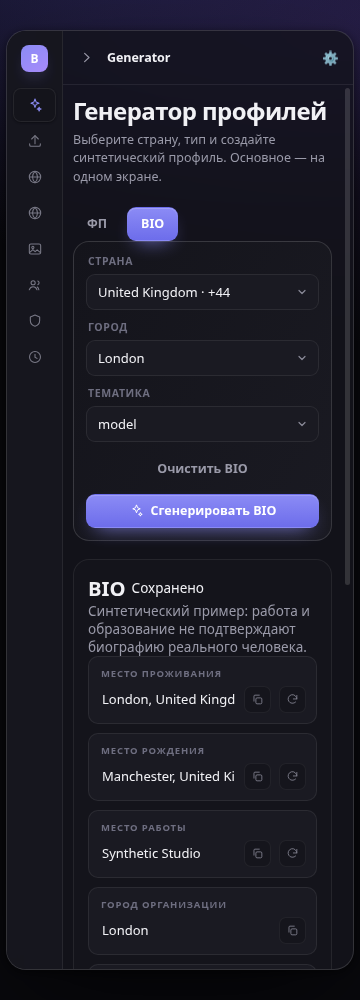 B
Generator
Генератор профилей
Выберите страну, тип и создайте
синтетический профиль. Основное — на
одном экране.
ФП
BIO
СТРАНА
United Kingdom · +44
ГОРОД
London
ТЕМАТИКА
model
Очистить BIO
Сгенерировать BIO
BIO Сохранено
Синтетический пример: работа и
образование не подтверждают
биографию реального человека.
МЕСТО ПРОЖИВАНИЯ
London, United Kingd
МЕСТО РОЖДЕНИЯ
Manchester, United Ki
МЕСТО РАБОТЫ
Synthetic Studio
ГОРОД ОРГАНИЗАЦИИ
London